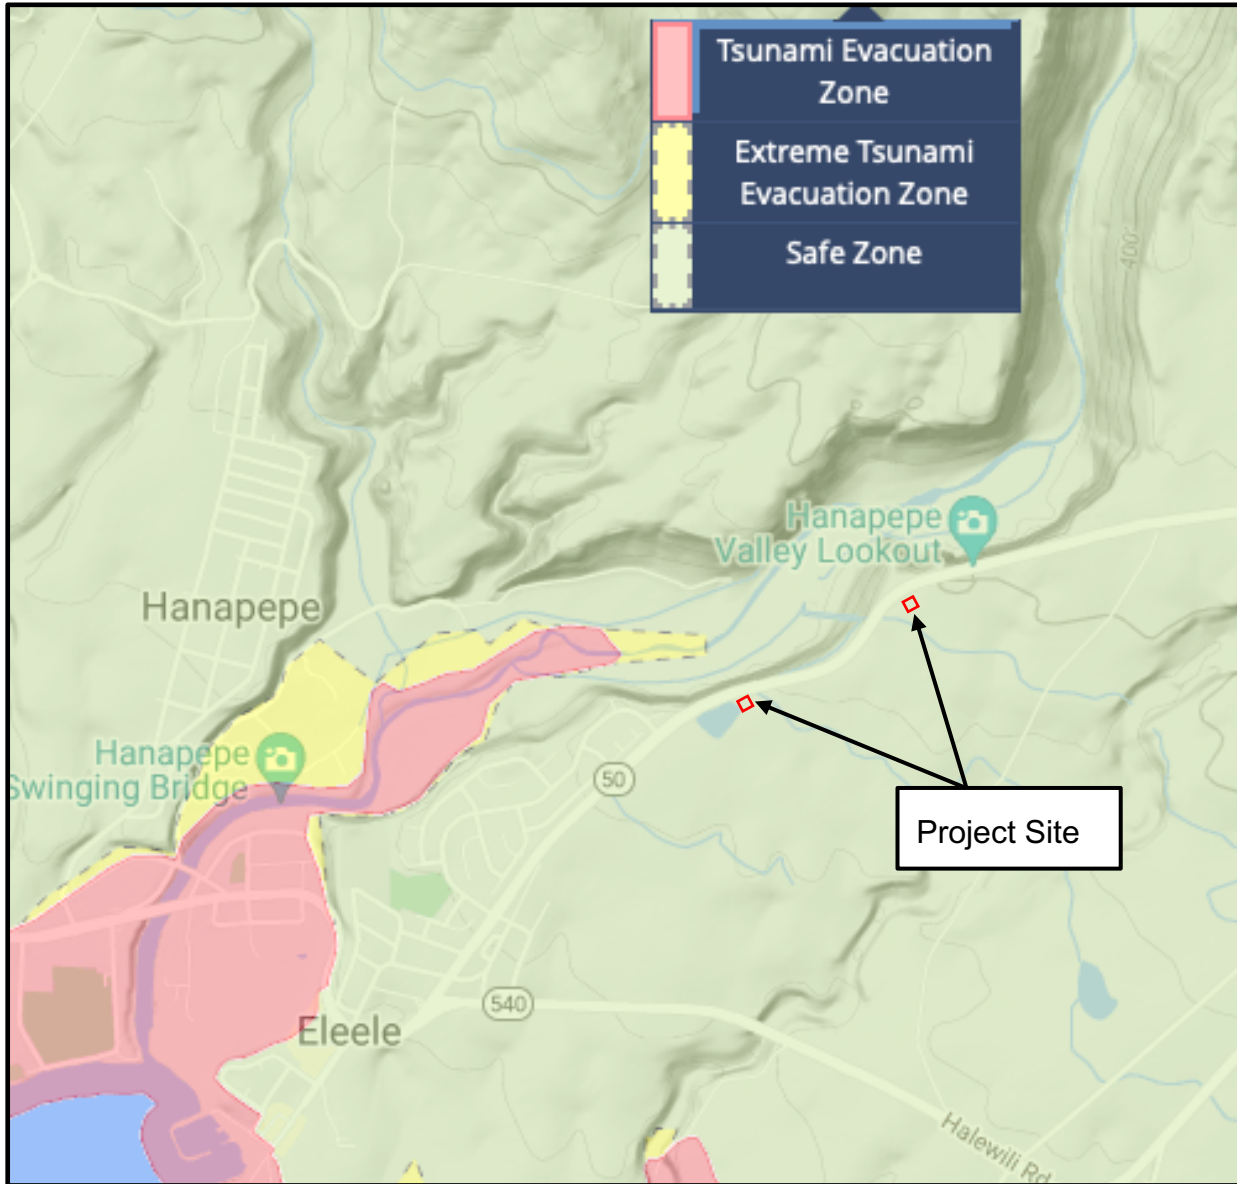 Tsunami Evacuation
Zone
Extreme Tsunami
Evacuation Zone
Safe Zone
400'
Hanapepe
Valley Lookout
Hanapepe
Hanapepe
Swinging Bridge
50
Project Site
540
Eleele
Halewili Rd